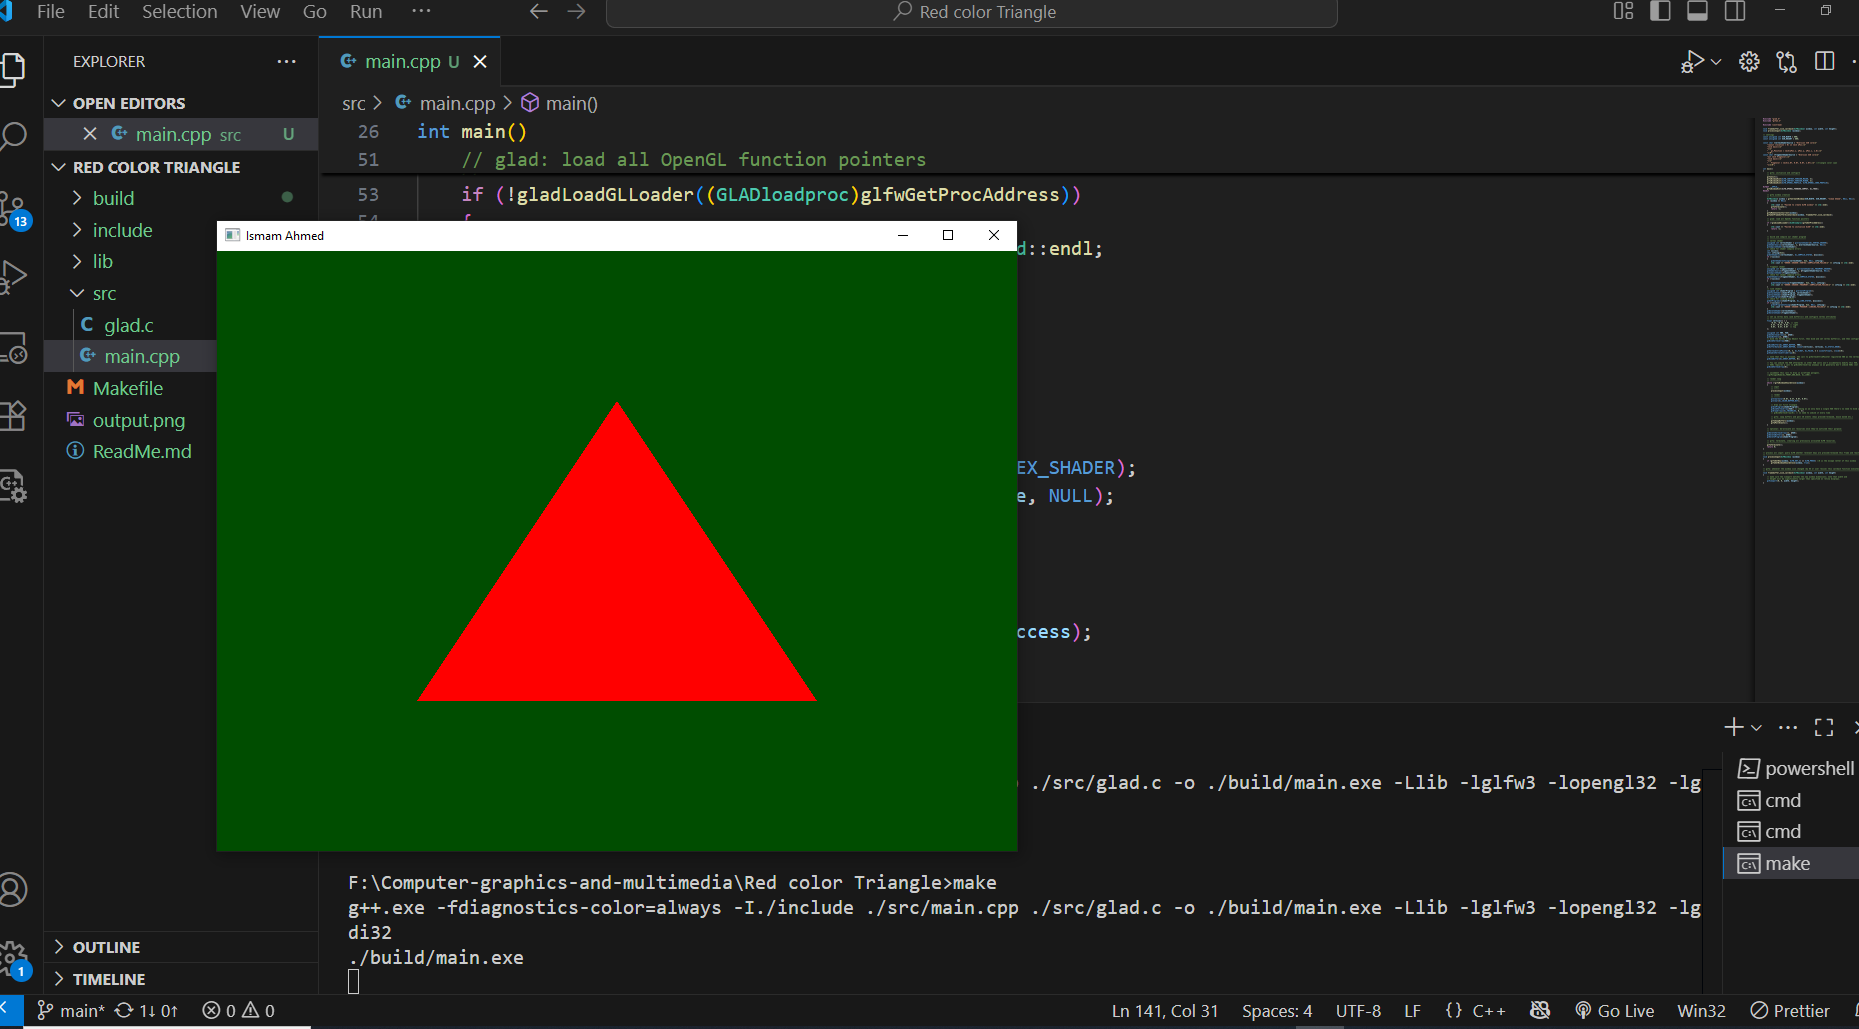 File Edit Selection View Go Run ··· Red color Triangle
EXPLORER ···
OPEN EDITORS
main.cpp src U
RED COLOR TRIANGLE
build
include
lib
src
glad.c
main.cpp
Makefile
output.png
ReadMe.md
OUTLINE
TIMELINE
13
1
main.cpp U
src > main.cpp > main()
26 int main()
51 // glad: load all OpenGL function pointers
53 if (!gladLoadGLLoader((GLADloadproc)glfwGetProcAddress))
Ismam Ahmed
d::endl;
EX_SHADER);
e, NULL);
ccess);
./src/glad.c -o ./build/main.exe -Llib -lglfw3 -lopengl32 -lg
F:\Computer-graphics-and-multimedia\Red color Triangle>make
g++.exe -fdiagnostics-color=always -I./include ./src/main.cpp ./src/glad.c -o ./build/main.exe -Llib -lglfw3 -lopengl32 -lg
di32
./build/main.exe
powershell
cmd
cmd
make
main* 1↓ 0↑ 0 0 Ln 141, Col 31 Spaces: 4 UTF-8 LF {} C++ Go Live Win32 Prettier